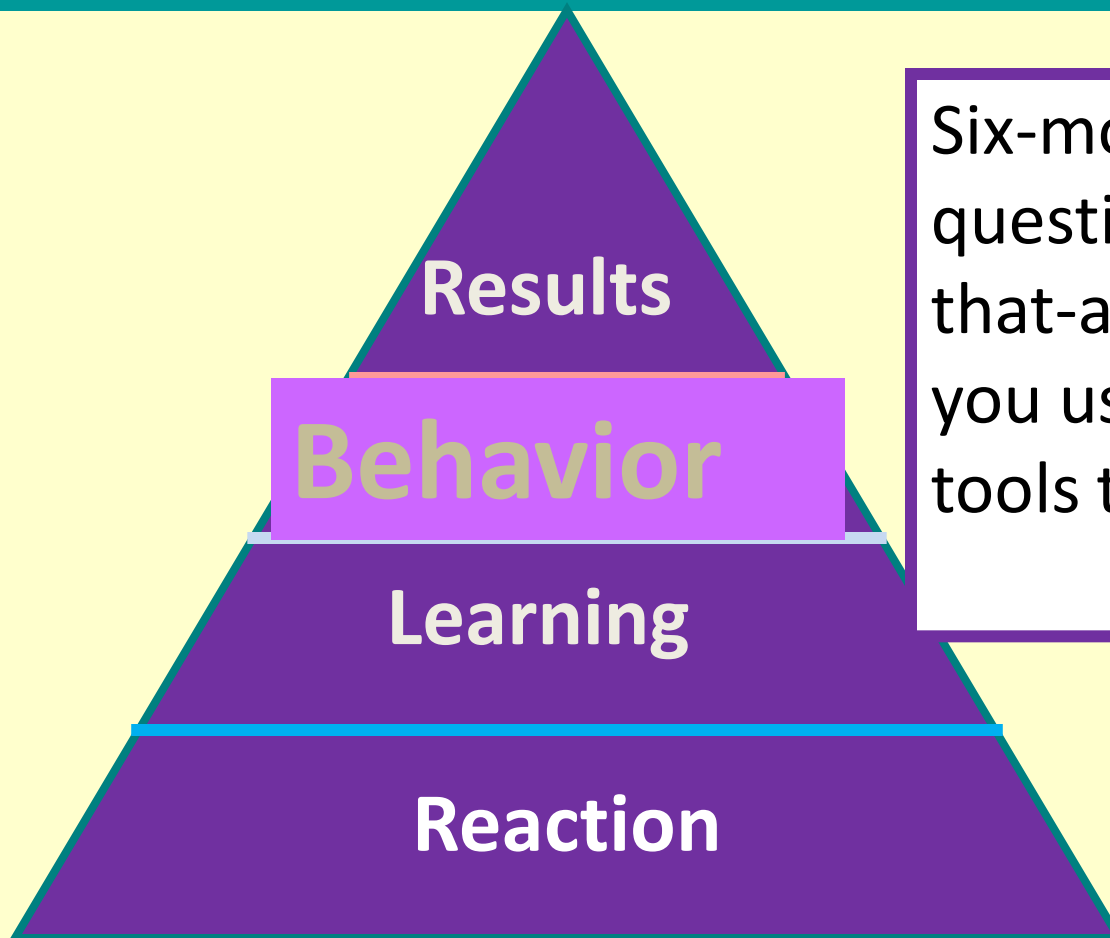 Results
Behavior
Learning
Reaction
Six-mo
questi
that-a
you us
tools t